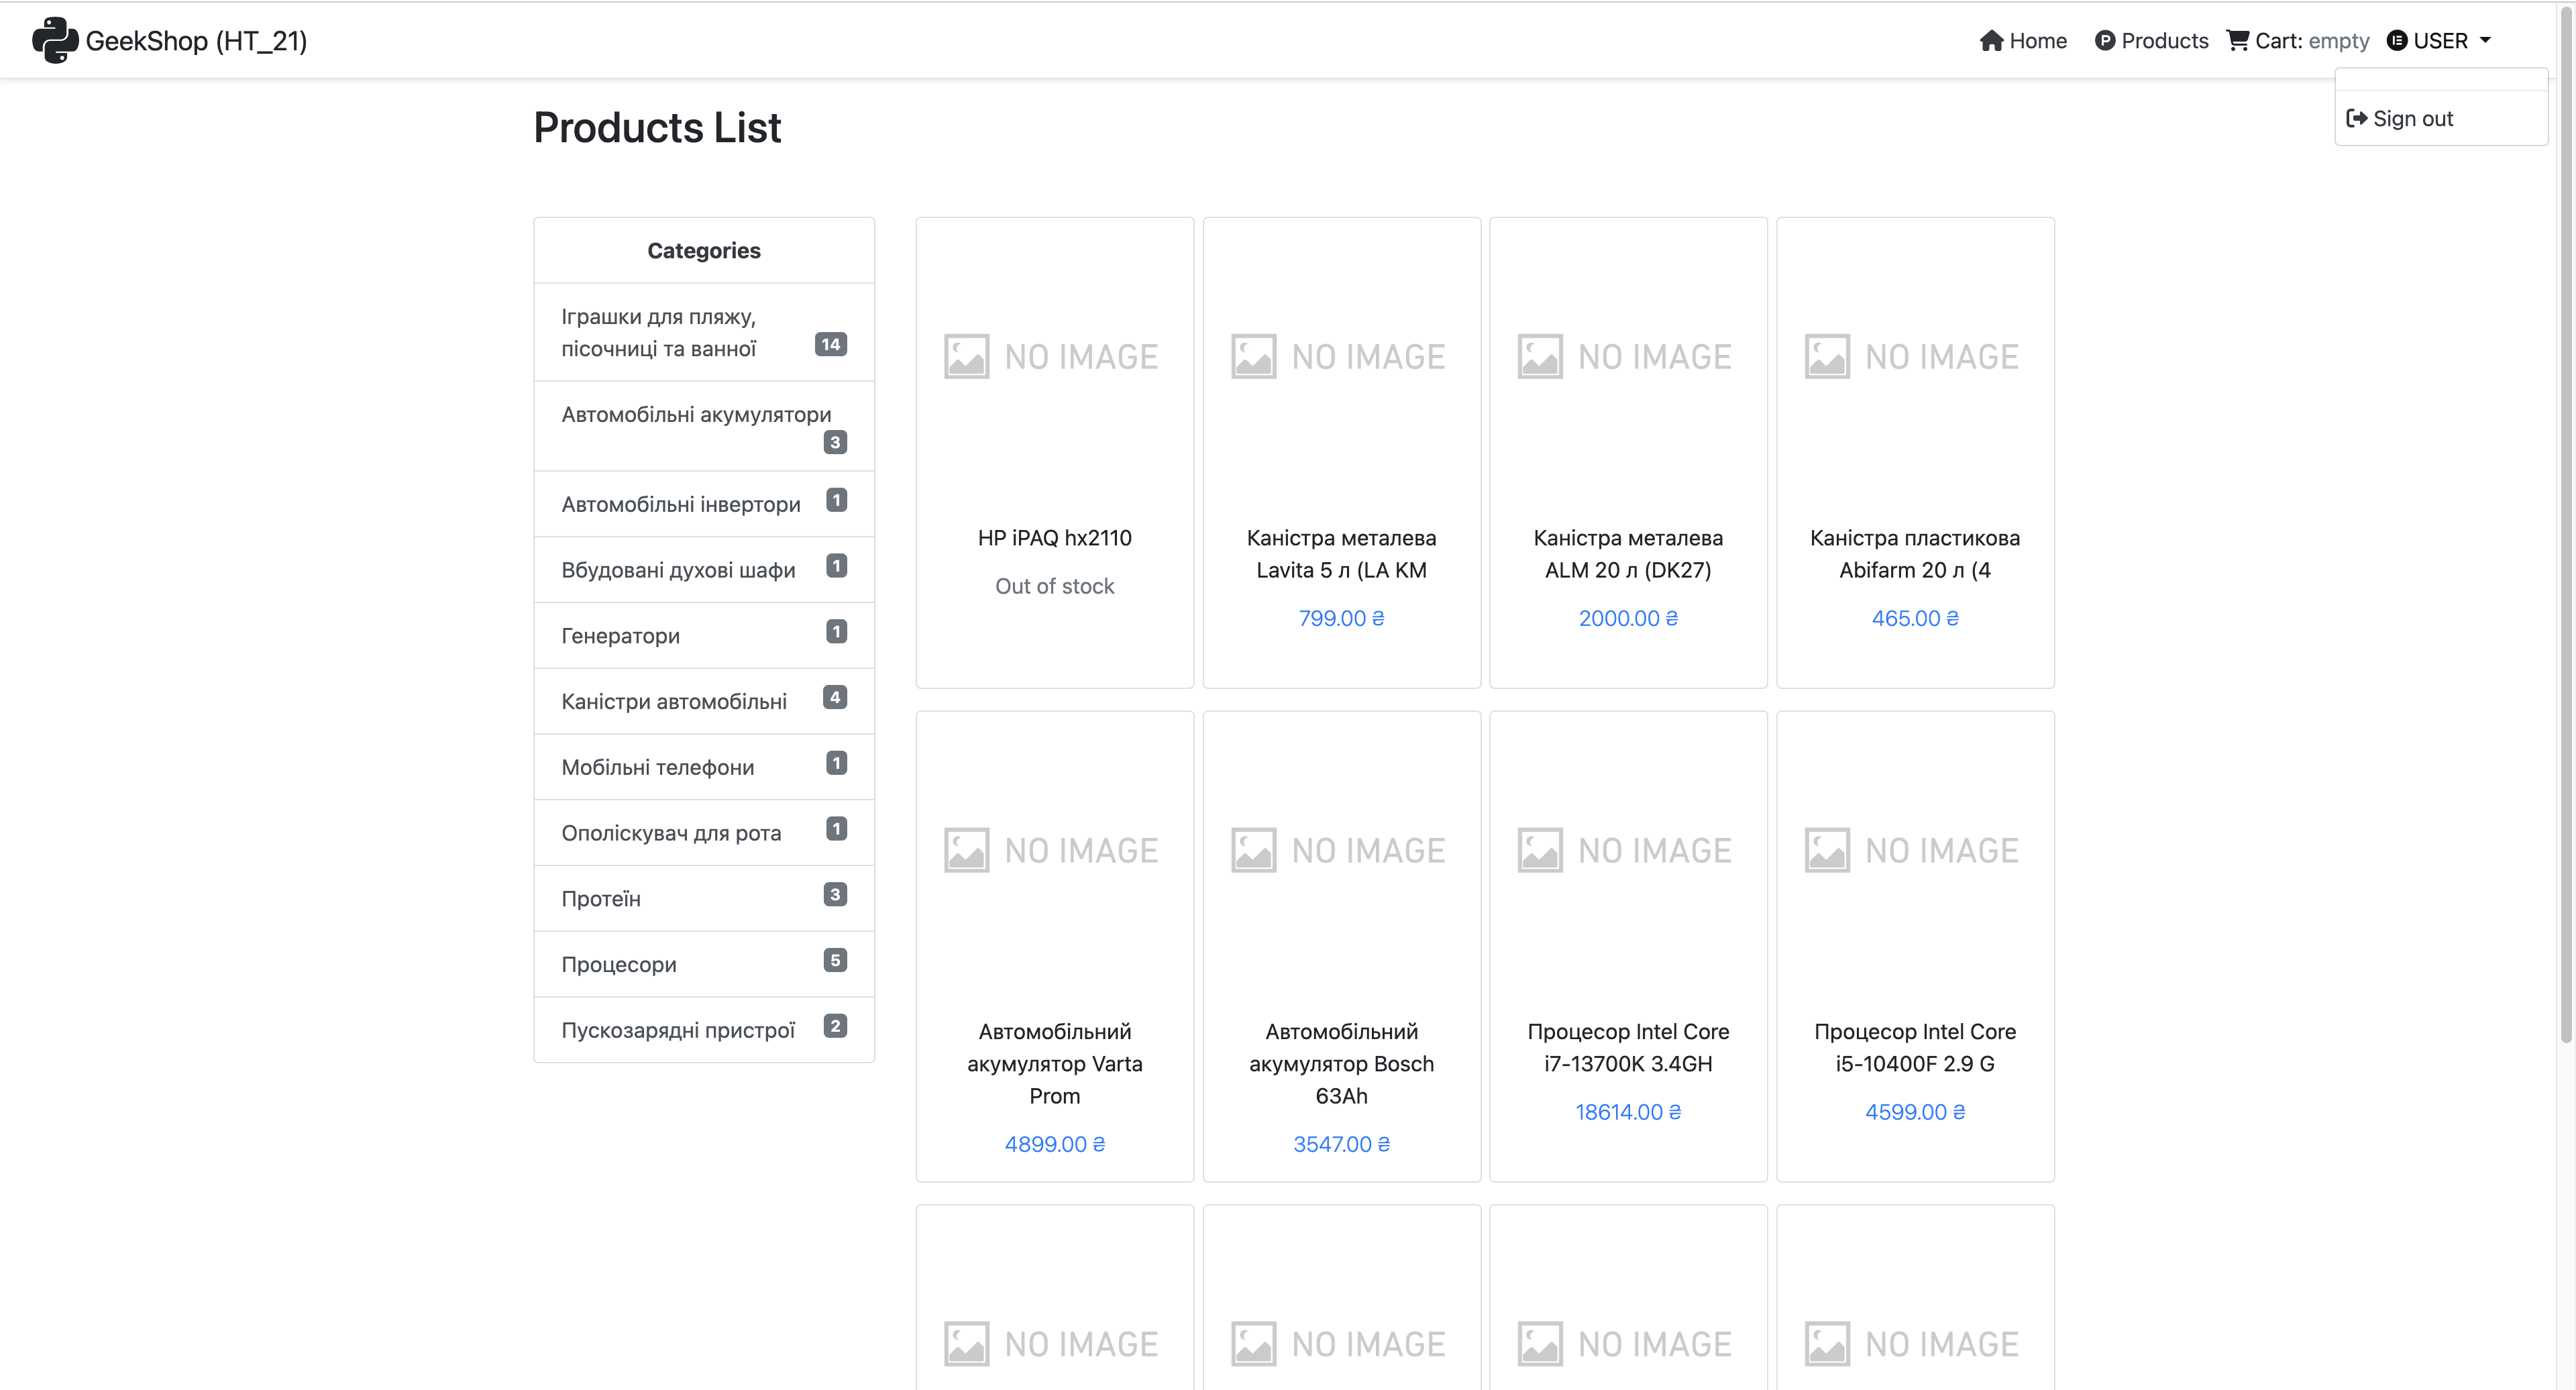 GeekShop (HT_21)
Home
Products
Cart: empty
USER
Sign out
Products List
Categories
Іграшки для пляжу,
пісочниці та ванної
14
Автомобільні акумулятори
3
Автомобільні інвертори
1
Вбудовані духові шафи
1
Генератори
1
Каністри автомобільні
4
Мобільні телефони
1
Ополіскувач для рота
1
Протеїн
3
Процесори
5
Пускозарядні пристрої
2
NO IMAGE
HP iPAQ hx2110
Out of stock
NO IMAGE
Каністра металева
Lavita 5 л (LA KM
799.00 ₴
NO IMAGE
Каністра металева
ALM 20 л (DK27)
2000.00 ₴
NO IMAGE
Каністра пластикова
Abifarm 20 л (4
465.00 ₴
NO IMAGE
Автомобільний
акумулятор Varta
Prom
4899.00 ₴
NO IMAGE
Автомобільний
акумулятор Bosch
63Ah
3547.00 ₴
NO IMAGE
Процесор Intel Core
i7-13700K 3.4GH
18614.00 ₴
NO IMAGE
Процесор Intel Core
i5-10400F 2.9 G
4599.00 ₴
NO IMAGE
NO IMAGE
NO IMAGE
NO IMAGE